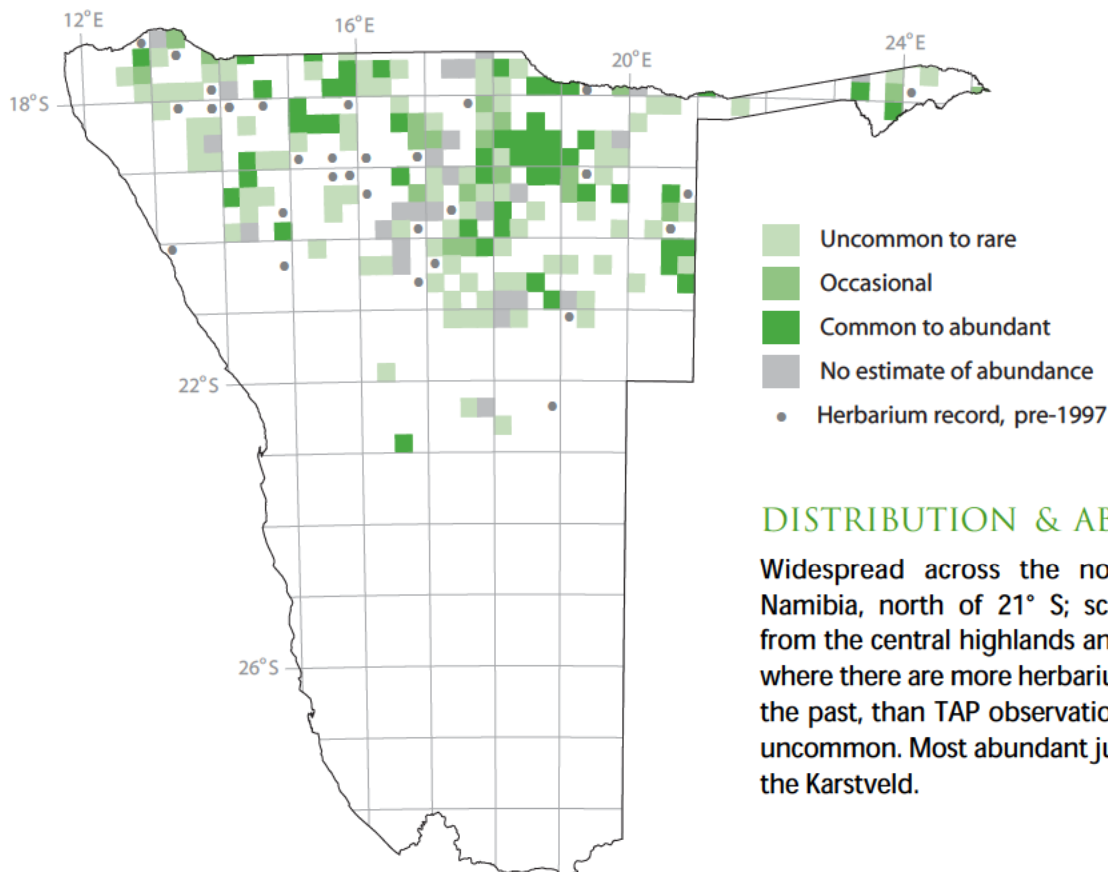 12°E
16°E
20°E
24°E
18°S
22°S
26°S
Uncommon to rare
Occasional
Common to abundant
No estimate of abundance
Herbarium record, pre-1997
DISTRIBUTION & AB
Widespread across the no
Namibia, north of 21° S; sc
from the central highlands an
where there are more herbariu
the past, than TAP observatio
uncommon. Most abundant ju
the Karstveld.